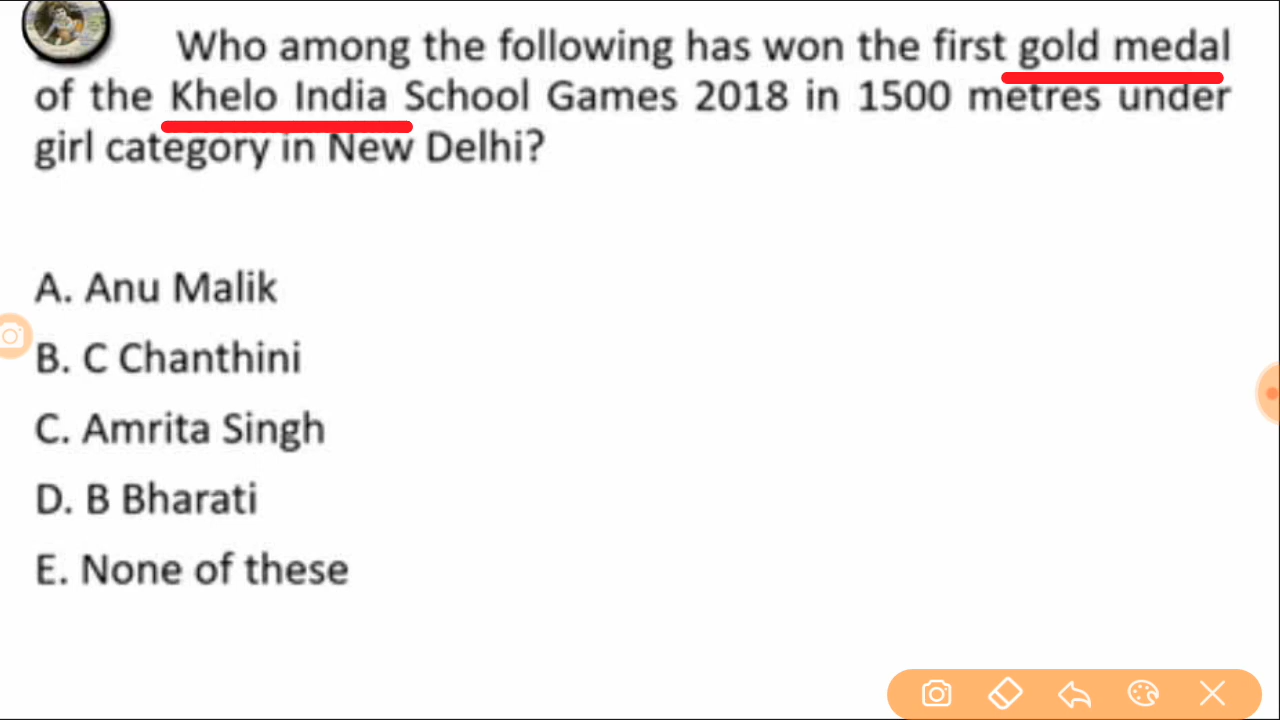 Who among the following has won the first gold medal
of the Khelo India School Games 2018 in 1500 metres under
girl category in New Delhi?
A. Anu Malik
B. C Chanthini
C. Amrita Singh
D. B Bharati
E. None of these